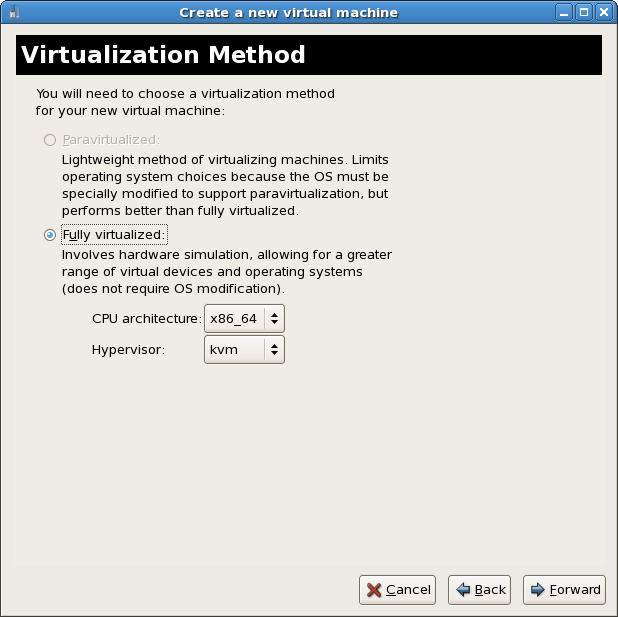 Create a new virtual machine
Virtualization Method
You will need to choose a virtualization method
for your new virtual machine:
Paravirtualized:
Lightweight method of virtualizing machines. Limits
operating system choices because the OS must be
specially modified to support paravirtualization, but
performs better than fully virtualized.
Fully virtualized:
Involves hardware simulation, allowing for a greater
range of virtual devices and operating systems
(does not require OS modification).
CPU architecture: x86_64
Hypervisor: kvm
Cancel Back Forward